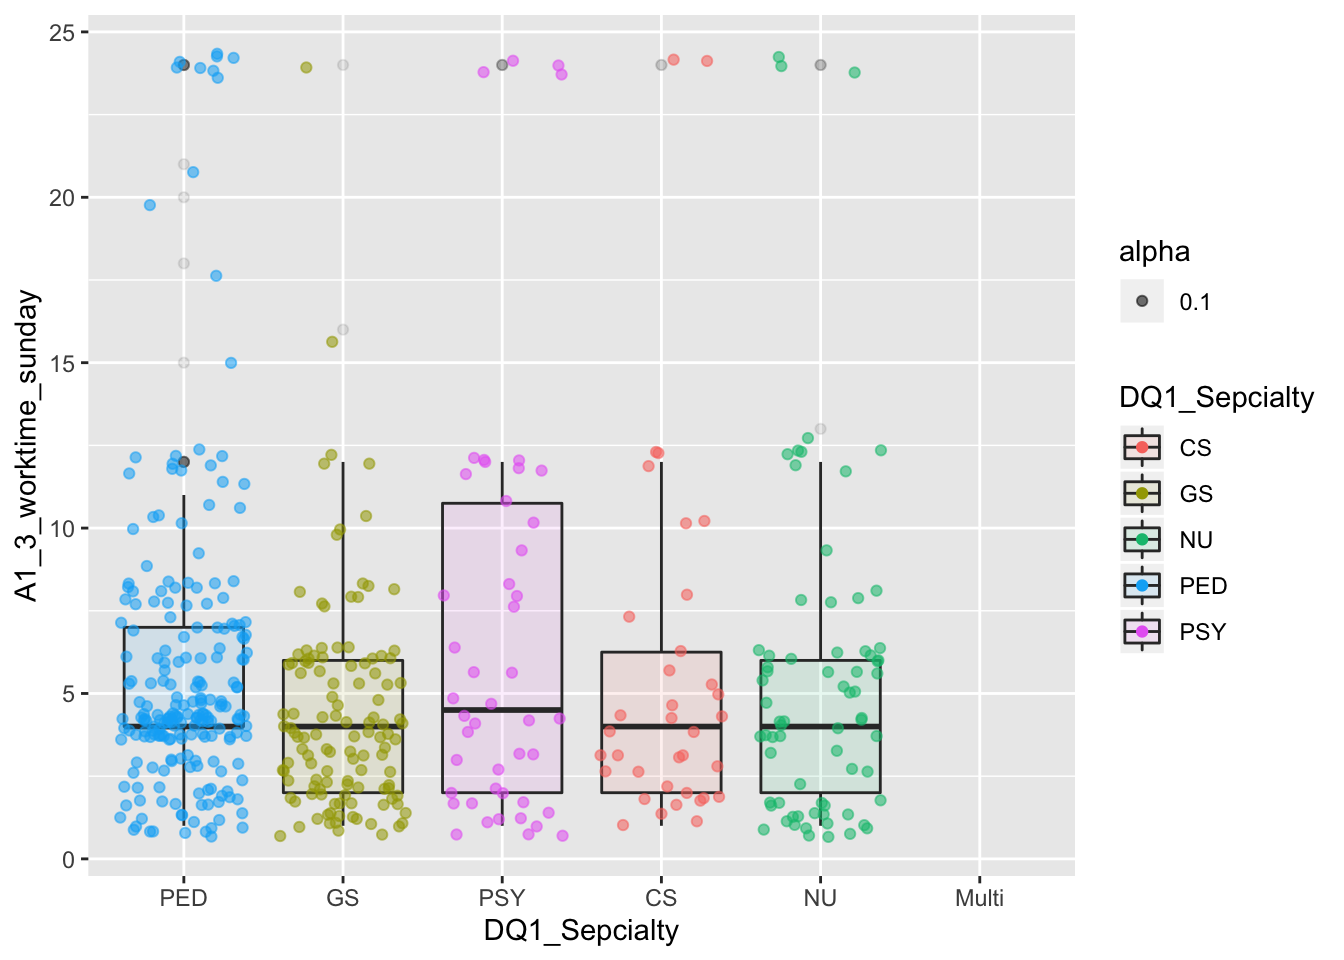 25
20
15
10
5
0
A1_3_worktime_sunday
PED GS PSY CS NU Multi
DQ1_Sepcialty
alpha
0.1
DQ1_Sepcialty
CS
GS
NU
PED
PSY